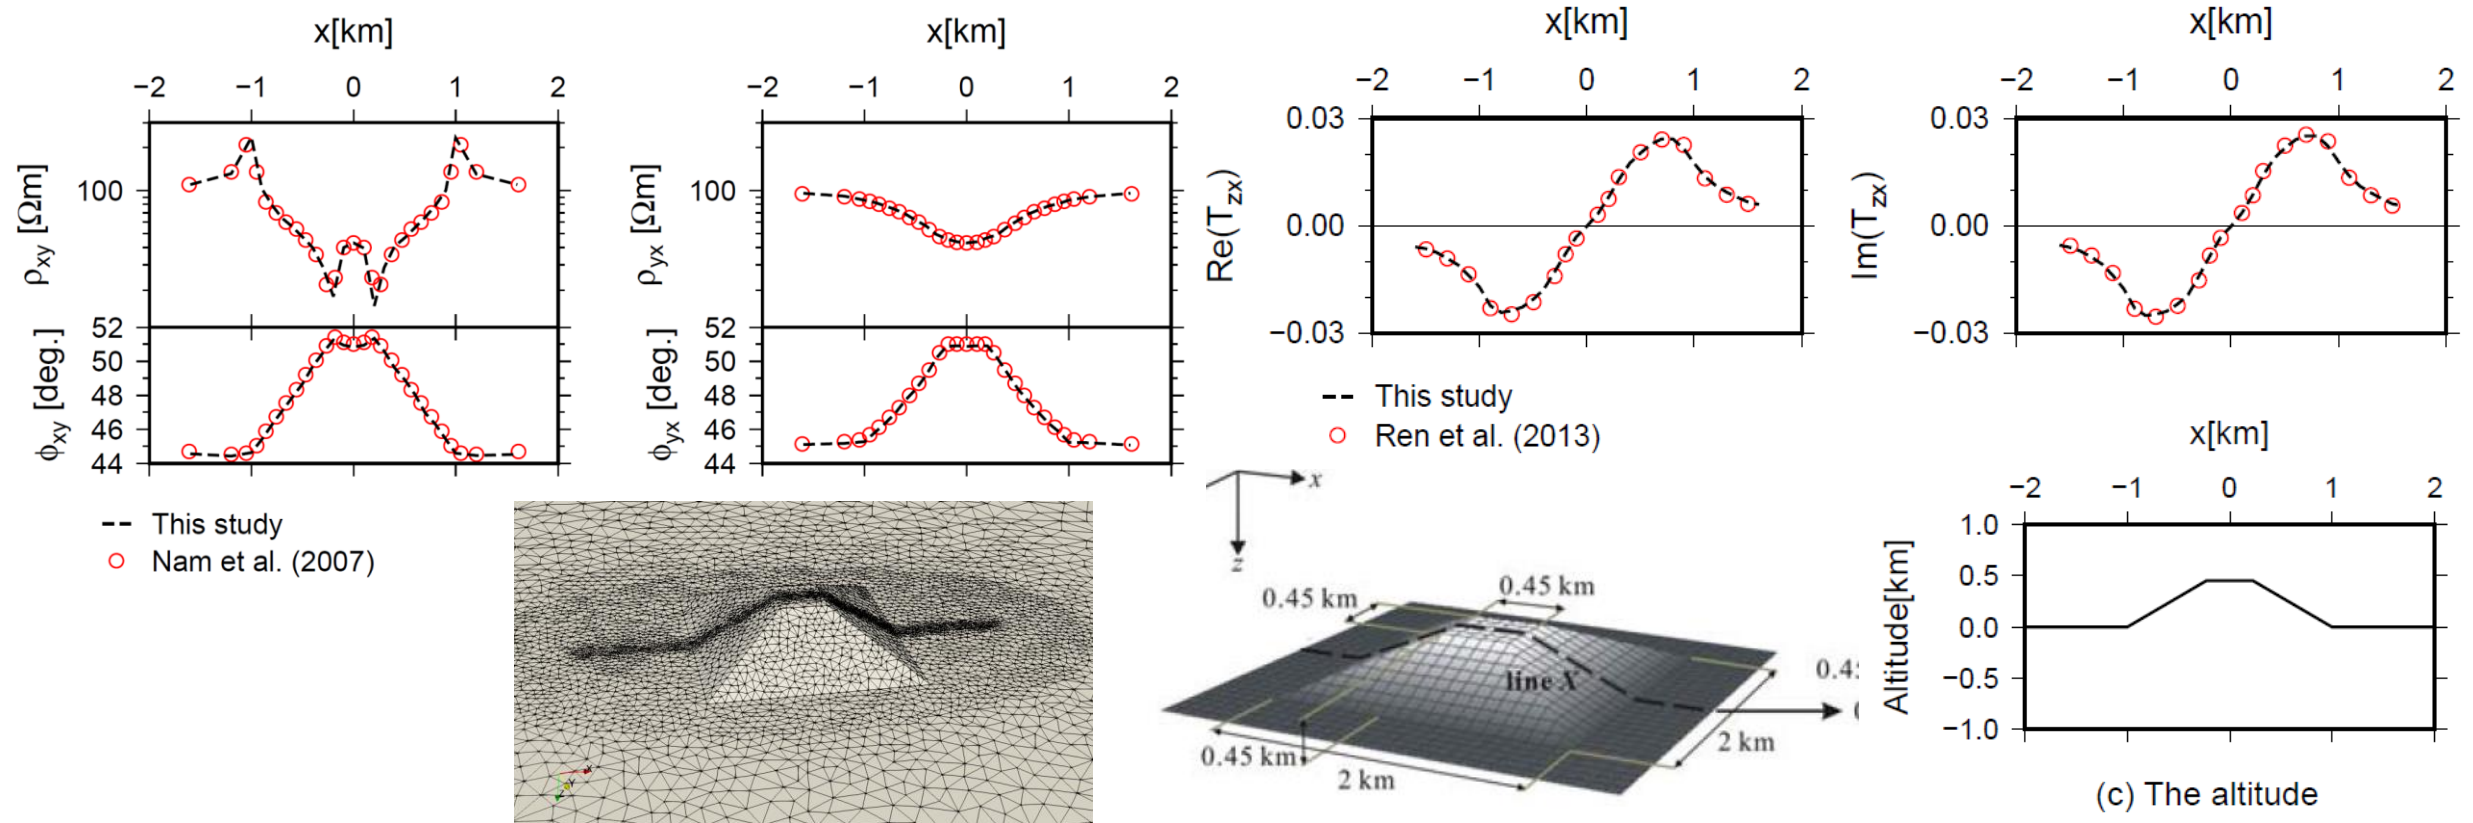 x[km]
−2 −1 0 1 2
ρxy [Ωm]
100
ϕxy [deg.]
52
50
48
46
44
This study
Nam et al. (2007)
x[km]
−2 −1 0 1 2
ρyx [Ωm]
100
ϕyx [deg.]
52
50
48
46
44
x[km]
−2 −1 0 1 2
Re(Tzx)
0.03
0.00
−0.03
This study
Ren et al. (2013)
x[km]
−2 −1 0 1 2
Im(Tzx)
0.03
0.00
−0.03
x
z
0.45 km
0.45 km
line X
0.45 km
2 km
2 km
x[km]
−2 −1 0 1 2
Altitude[km]
1.0
0.5
0.0
−0.5
−1.0
(c) The altitude